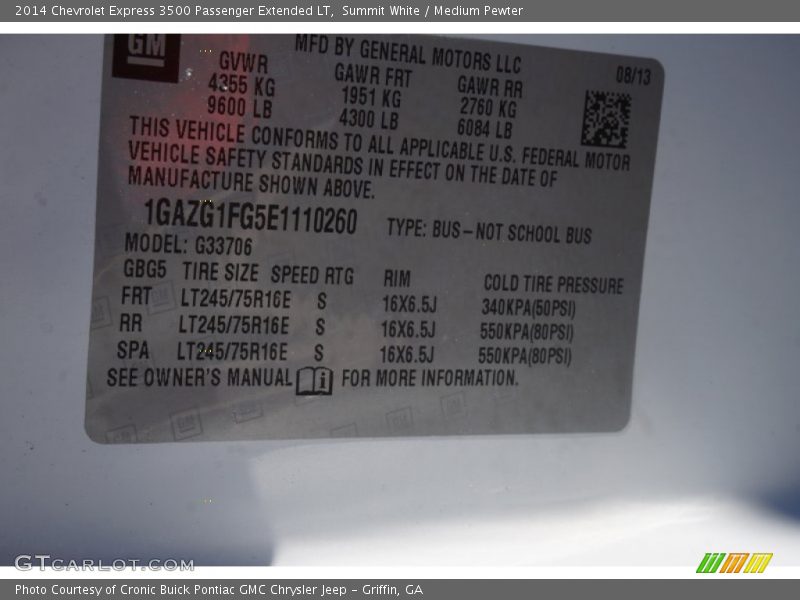 2014 Chevrolet Express 3500 Passenger Extended LT, Summit White / Medium Pewter
GM
MFD BY GENERAL MOTORS LLC
08/13
GVWR GAWR FRT GAWR RR
4355 KG 1951 KG 2760 KG
9600 LB 4300 LB 6084 LB
THIS VEHICLE CONFORMS TO ALL APPLICABLE U.S. FEDERAL MOTOR
VEHICLE SAFETY STANDARDS IN EFFECT ON THE DATE OF
MANUFACTURE SHOWN ABOVE.
1GAZG1FG5E1110260 TYPE: BUS-NOT SCHOOL BUS
MODEL: G33706
GBG5 TIRE SIZE SPEED RTG RIM COLD TIRE PRESSURE
FRT LT245/75R16E S 16X6.5J 340KPA(50PSI)
RR LT245/75R16E S 16X6.5J 550KPA(80PSI)
SPA LT245/75R16E S 16X6.5J 550KPA(80PSI)
SEE OWNER'S MANUAL i FOR MORE INFORMATION.
GTCARLOT.COM
Photo Courtesy of Cronic Buick Pontiac GMC Chrysler Jeep - Griffin, GA